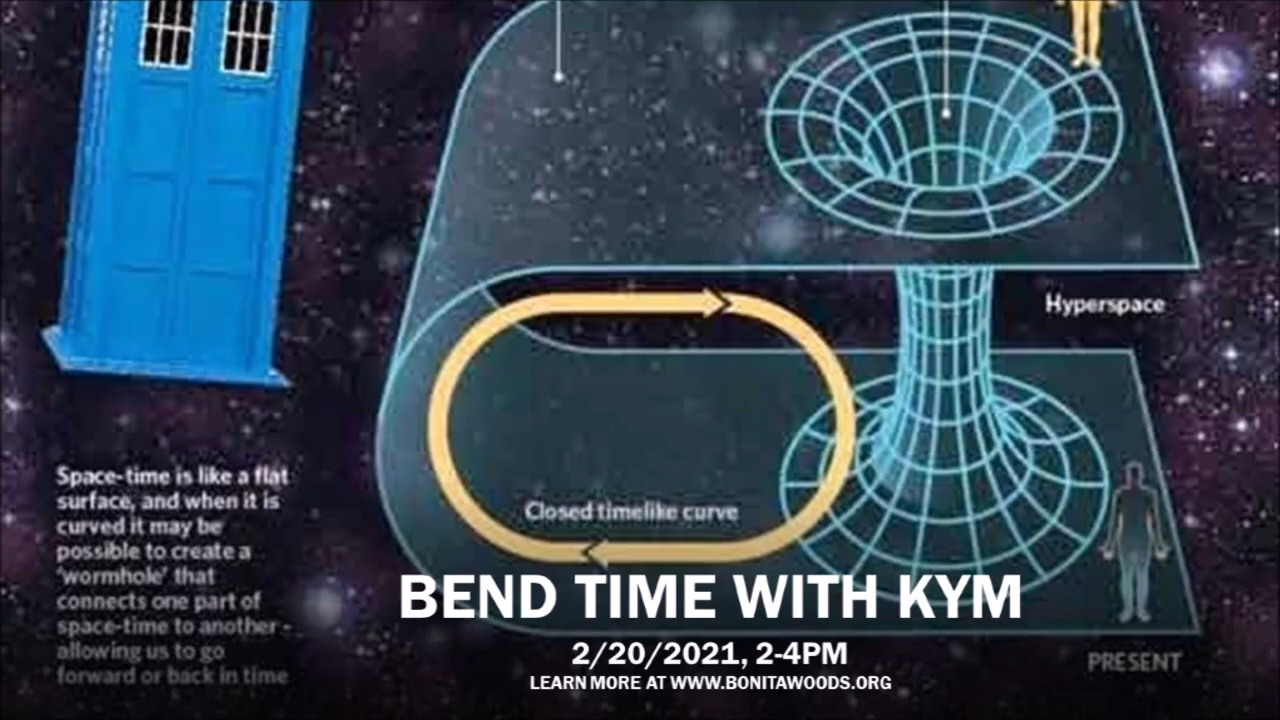 Hyperspace
Space-time is like a flat
surface, and when it is
curved it may be
possible to create a
'wormhole' that
connects one part of
space-time to another -
allowing us to go
forward or back in time
Closed timelike curve
BEND TIME WITH KYM
2/20/2021, 2-4PM
LEARN MORE AT WWW.BONITAWOODS.ORG
PRESENT